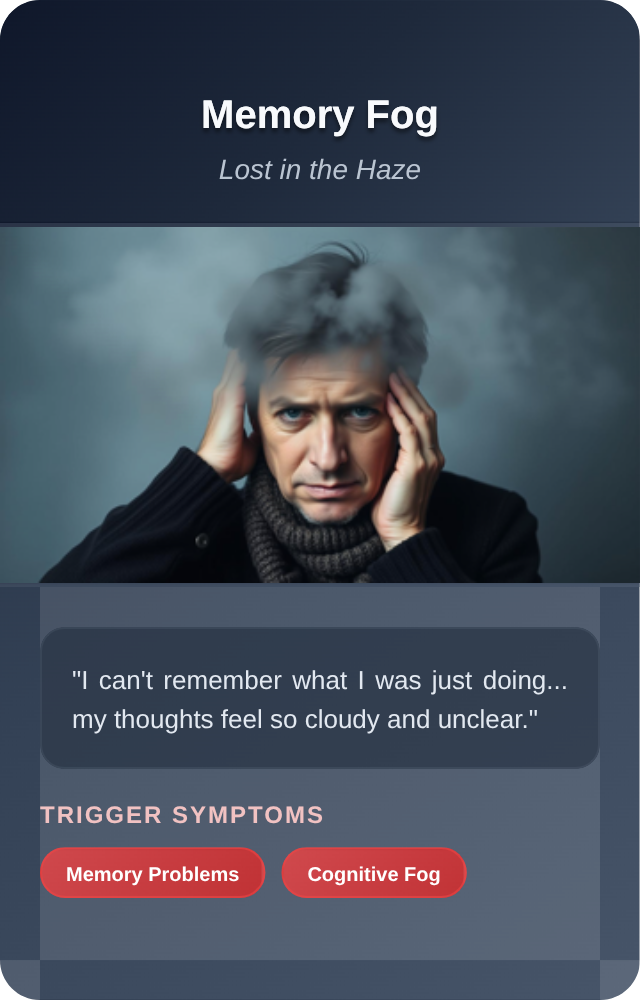 Memory Fog
Lost in the Haze
"I can't remember what I was just doing...
my thoughts feel so cloudy and unclear."
TRIGGER SYMPTOMS
Memory Problems
Cognitive Fog